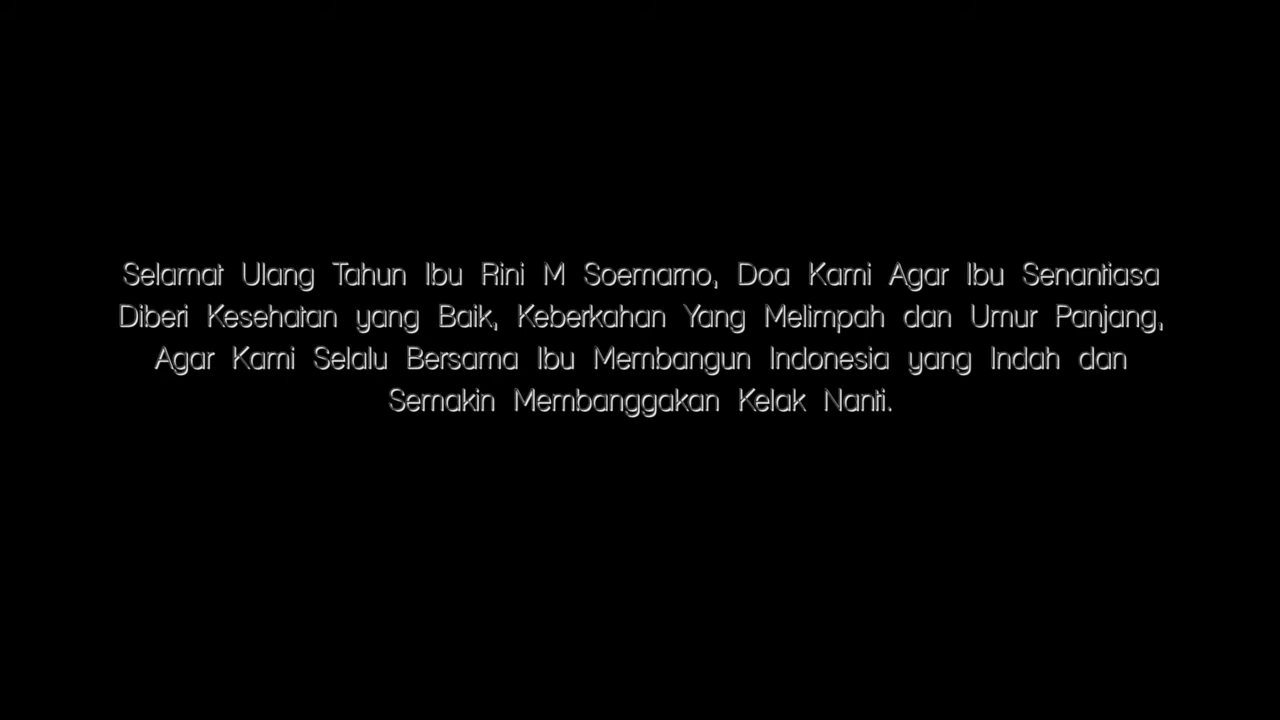 Selamat Ulang Tahun Ibu Rini M Soemarno, Doa Kami Agar Ibu Senantiasa
Diberi Kesehatan yang Baik, Keberkahan Yang Melimpah dan Umur Panjang,
Agar Kami Selalu Bersama Ibu Membangun Indonesia yang Indah dan
Semakin Membanggakan Kelak Nanti.